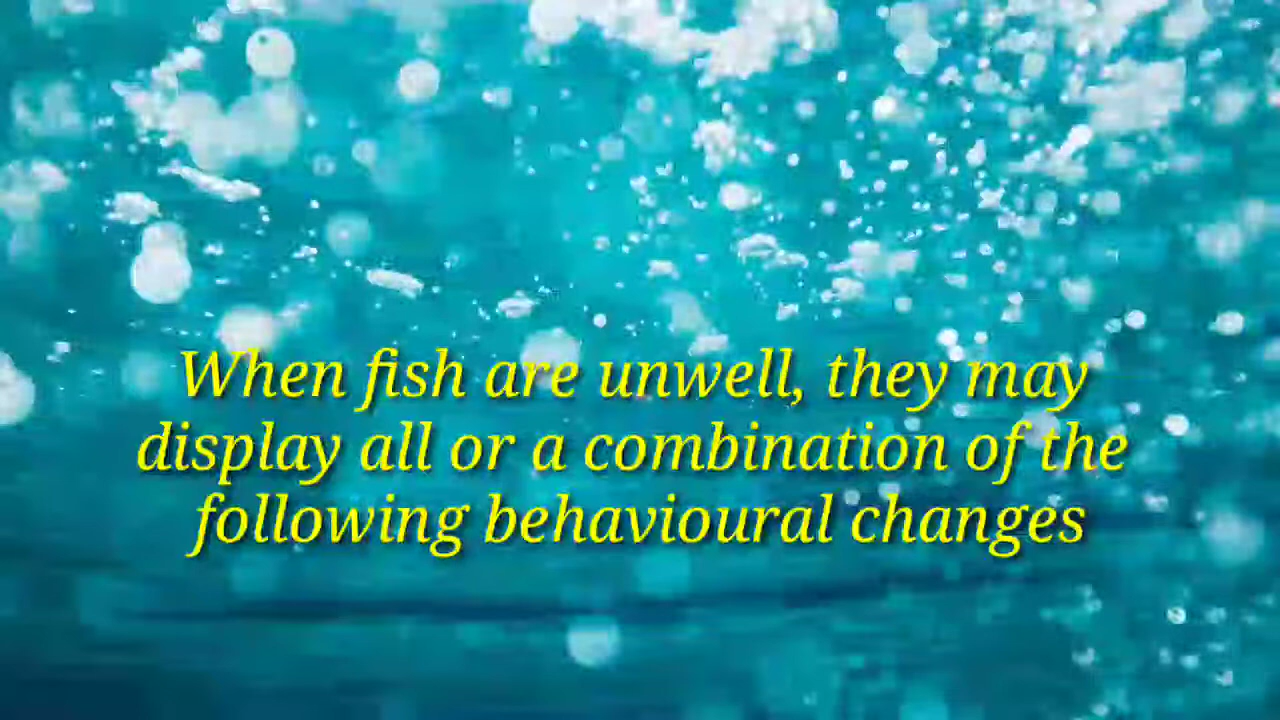 When fish are unwell, they may
display all or a combination of the
following behavioural changes